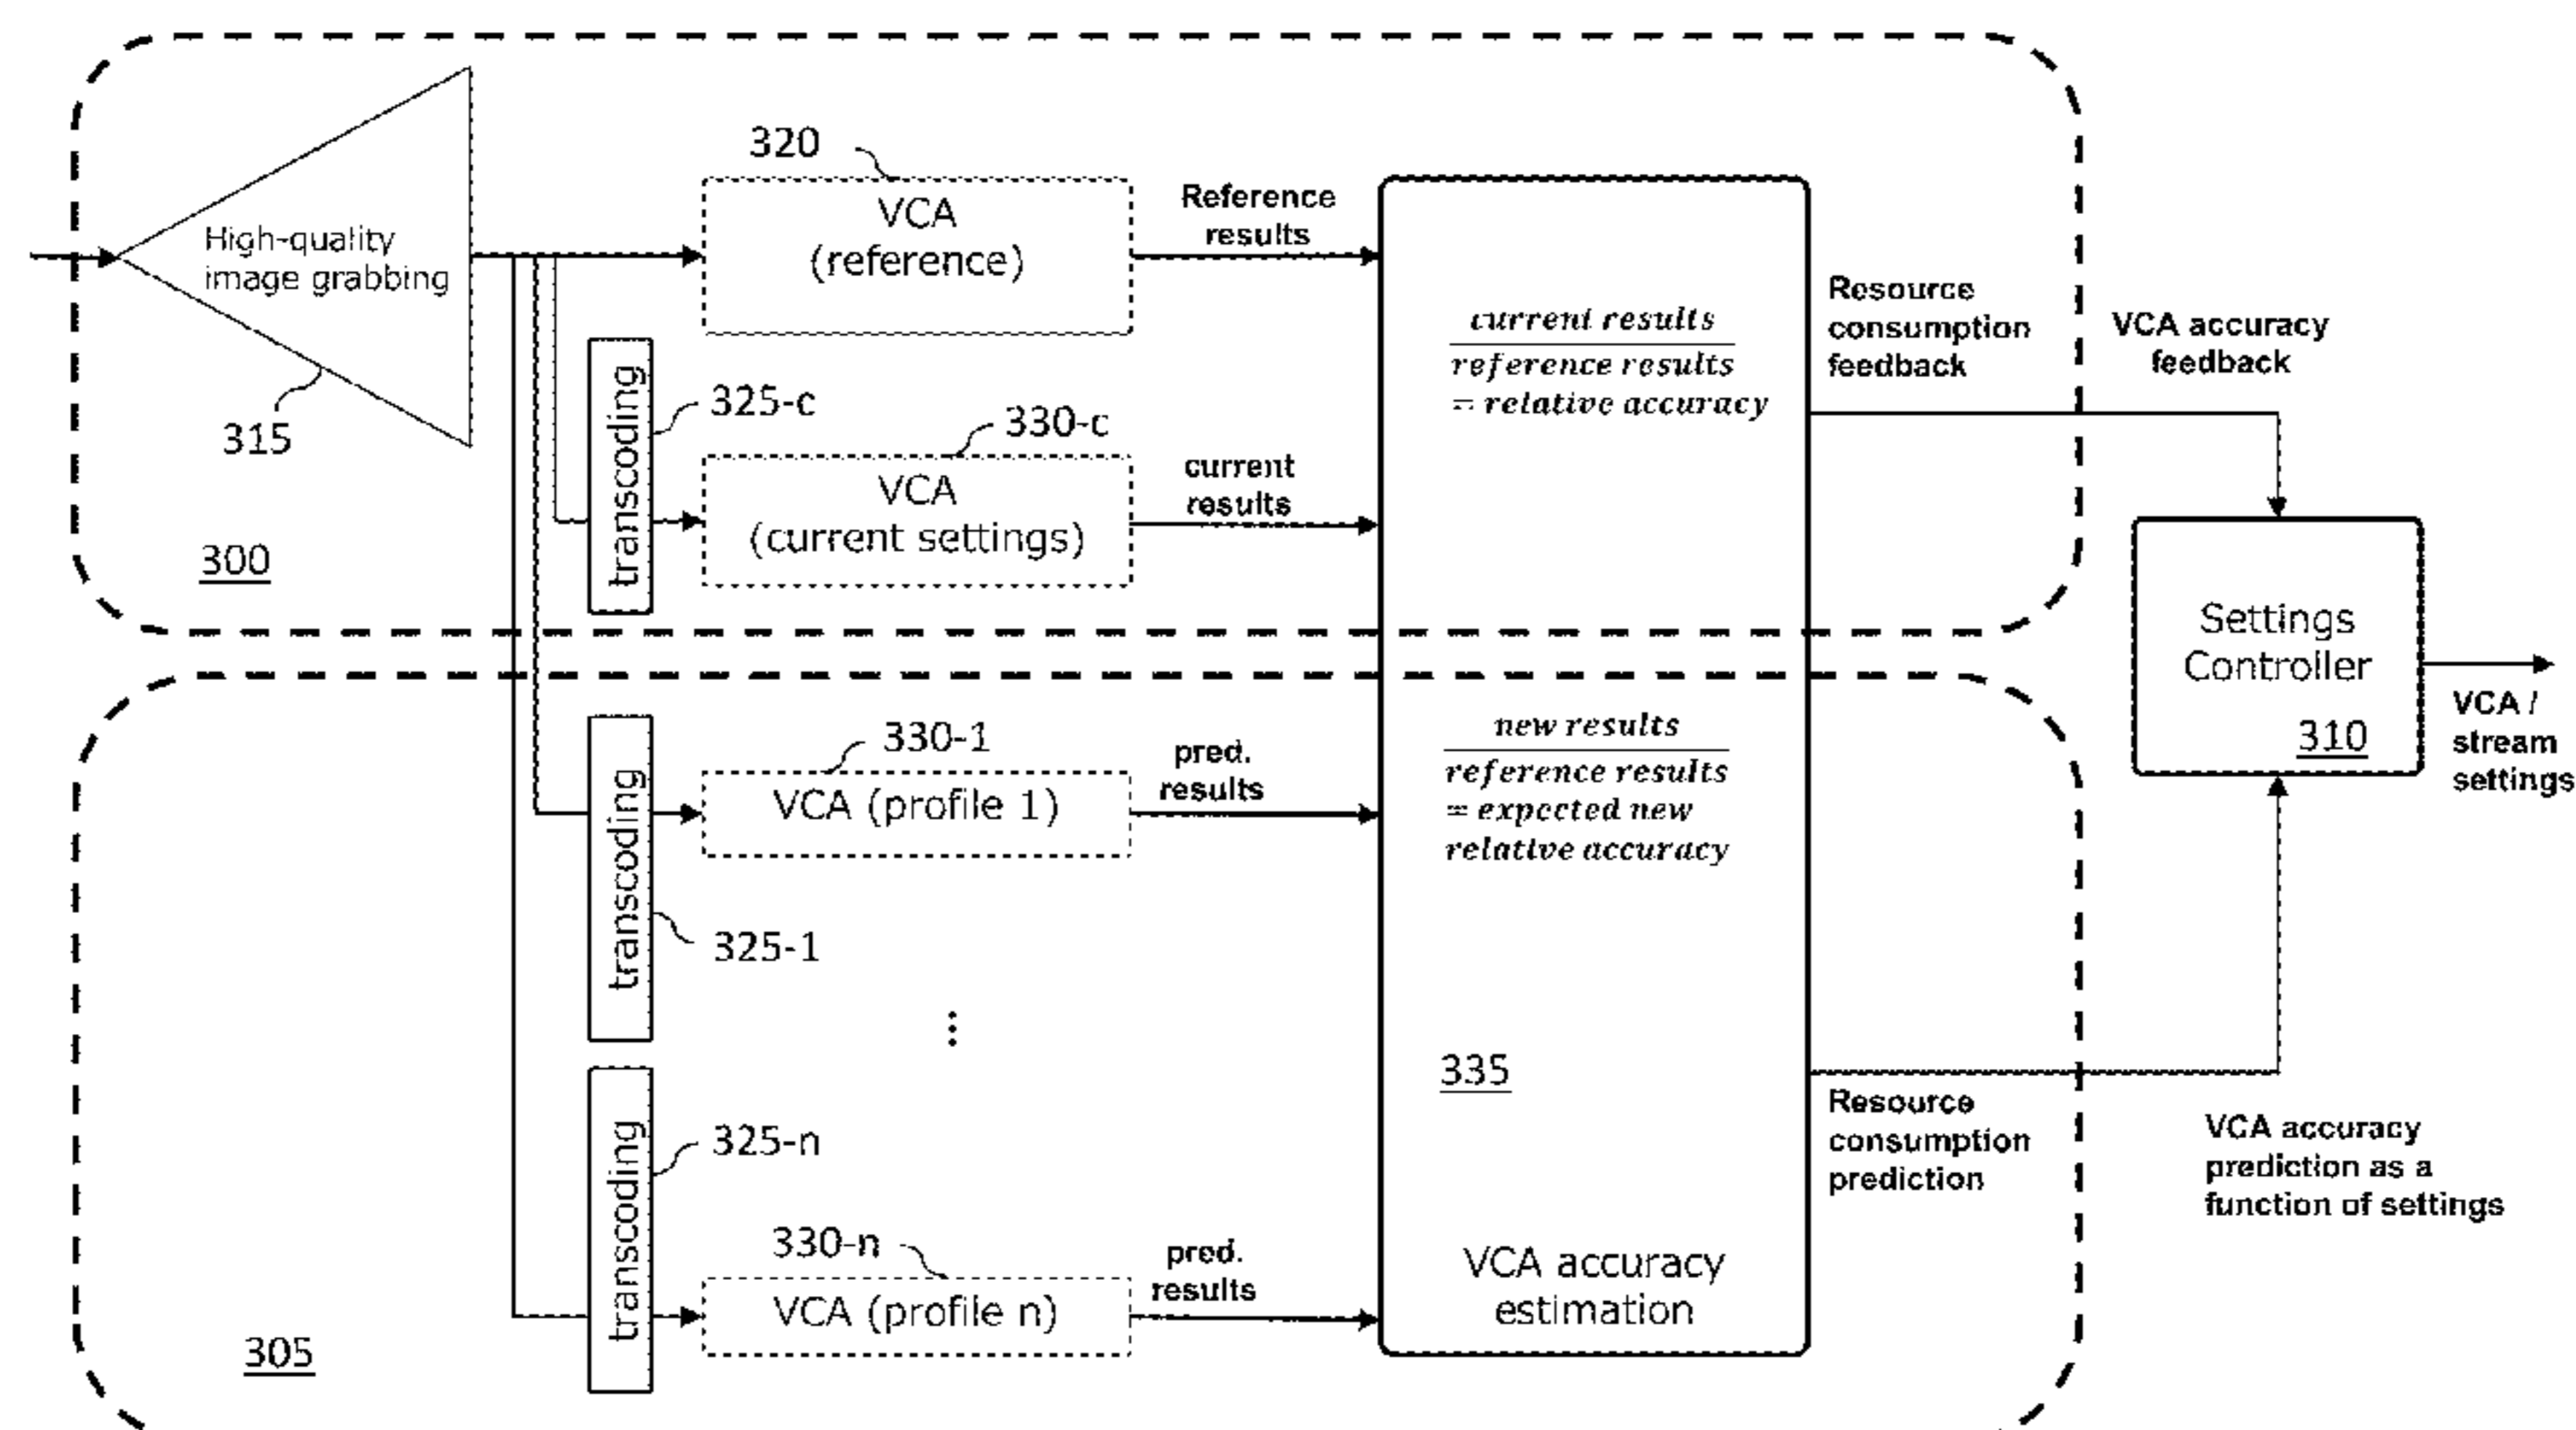 320
VCA
(reference)
Reference
results
High-quality
image grabbing
315
300
transcoding
325-c
330-c
VCA
(current settings)
current
results
current results
reference results
= relative accuracy
Resource
consumption
feedback
VCA accuracy
feedback
Settings
Controller
310
VCA /
stream
settings
transcoding
325-1
330-1
VCA (profile 1)
pred.
results
new results
reference results
= expected new
relative accuracy
335
VCA accuracy
estimation
Resource
consumption
prediction
VCA accuracy
prediction as a
function of settings
transcoding
325-n
330-n
VCA (profile n)
pred.
results
305